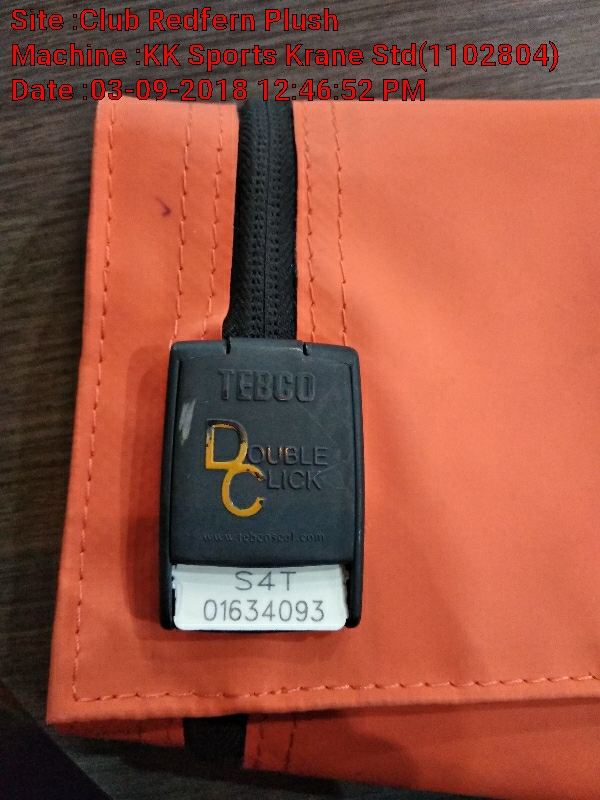 Site :Club Redfern Plush
Machine :KK Sports Krane Std(1102804)
Date :03-09-2018 12:46:52 PM
TEBCO
DOUBLE
CLICK
www.tebcoseal.com
S4T
01634093